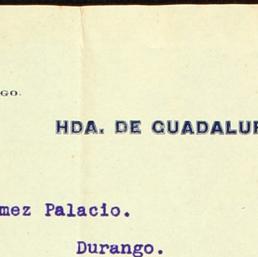 GO.
HDA. DE GUADALUP
mez Palacio.
Durango.